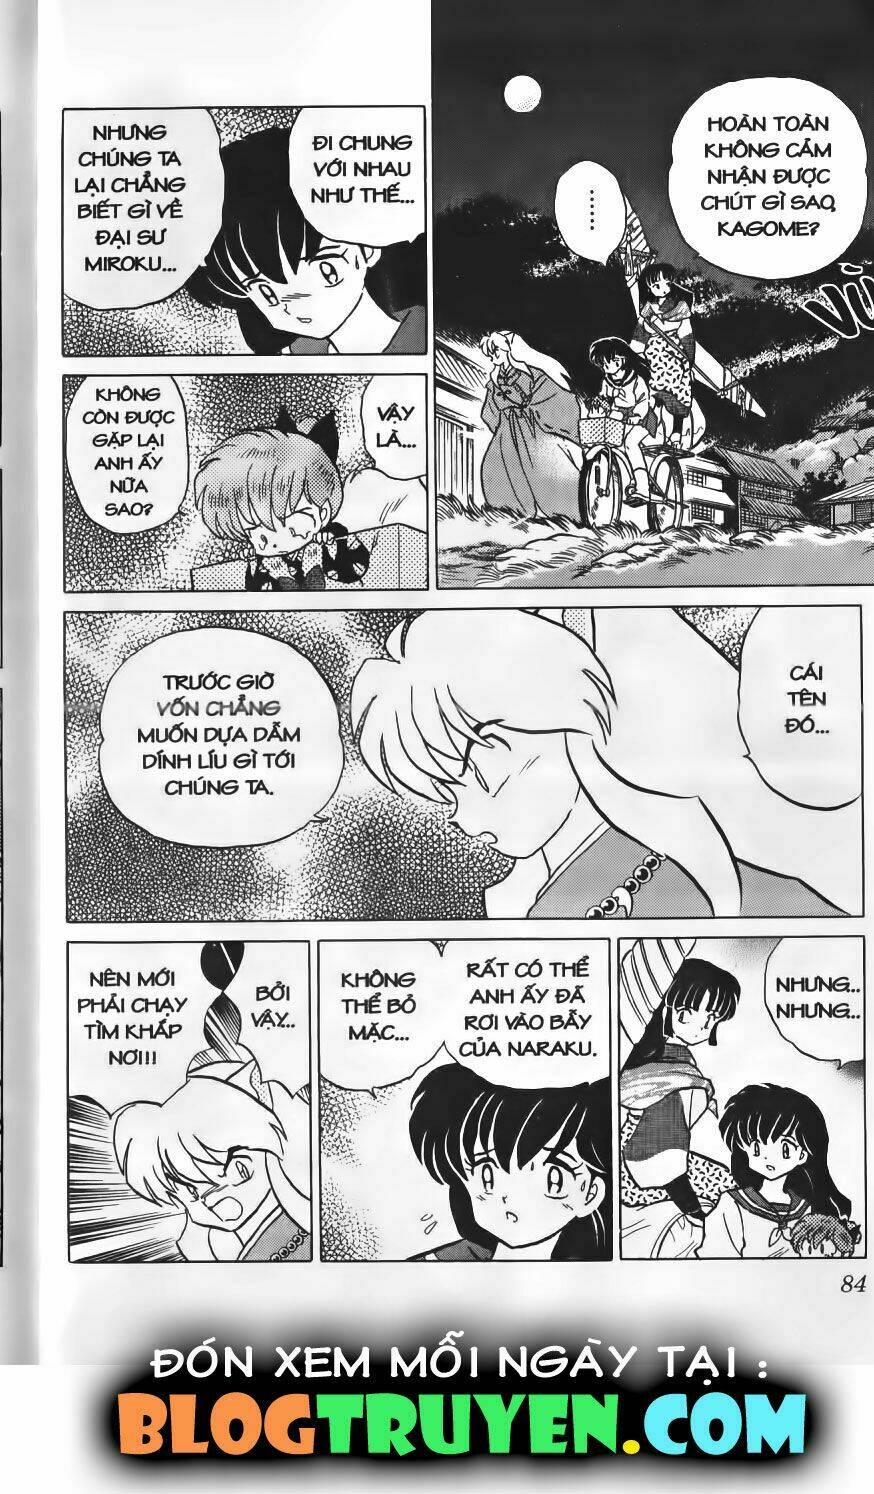 HOÀN TOÀN
KHÔNG CẢM
NHẬN ĐƯỢC
CHÚT GÌ SAO,
KAGOME?
......
ĐI CHUNG
VỚI NHAU
NHƯ THẾ...
NHƯNG
CHÚNG TA
LẠI CHẲNG
BIẾT GÌ VỀ
ĐẠI SƯ
MIROKU...
VẬY
LÀ...
KHÔNG
CÒN ĐƯỢC
GẶP LẠI
ANH ẤY
NỮA
SAO?
CÁI
TÊN
ĐÓ...
TRƯỚC GIỜ
VỐN CHẲNG
MUỐN DỰA DẪM
DÍNH LÍU GÌ TỚI
CHÚNG TA.
NHƯNG...
NHƯNG...
RẤT CÓ THỂ
ANH ẤY ĐÃ
RƠI VÀO BẪY
CỦA NARAKU.
KHÔNG
THỂ BỎ
MẶC...
BỞI
VẬY...
NÊN MỚI
PHẢI CHẠY
TÌM KHẮP
NƠI!!!
84
ĐÓN XEM MỖI NGÀY TẠI :
BLOGTRUYEN.COM